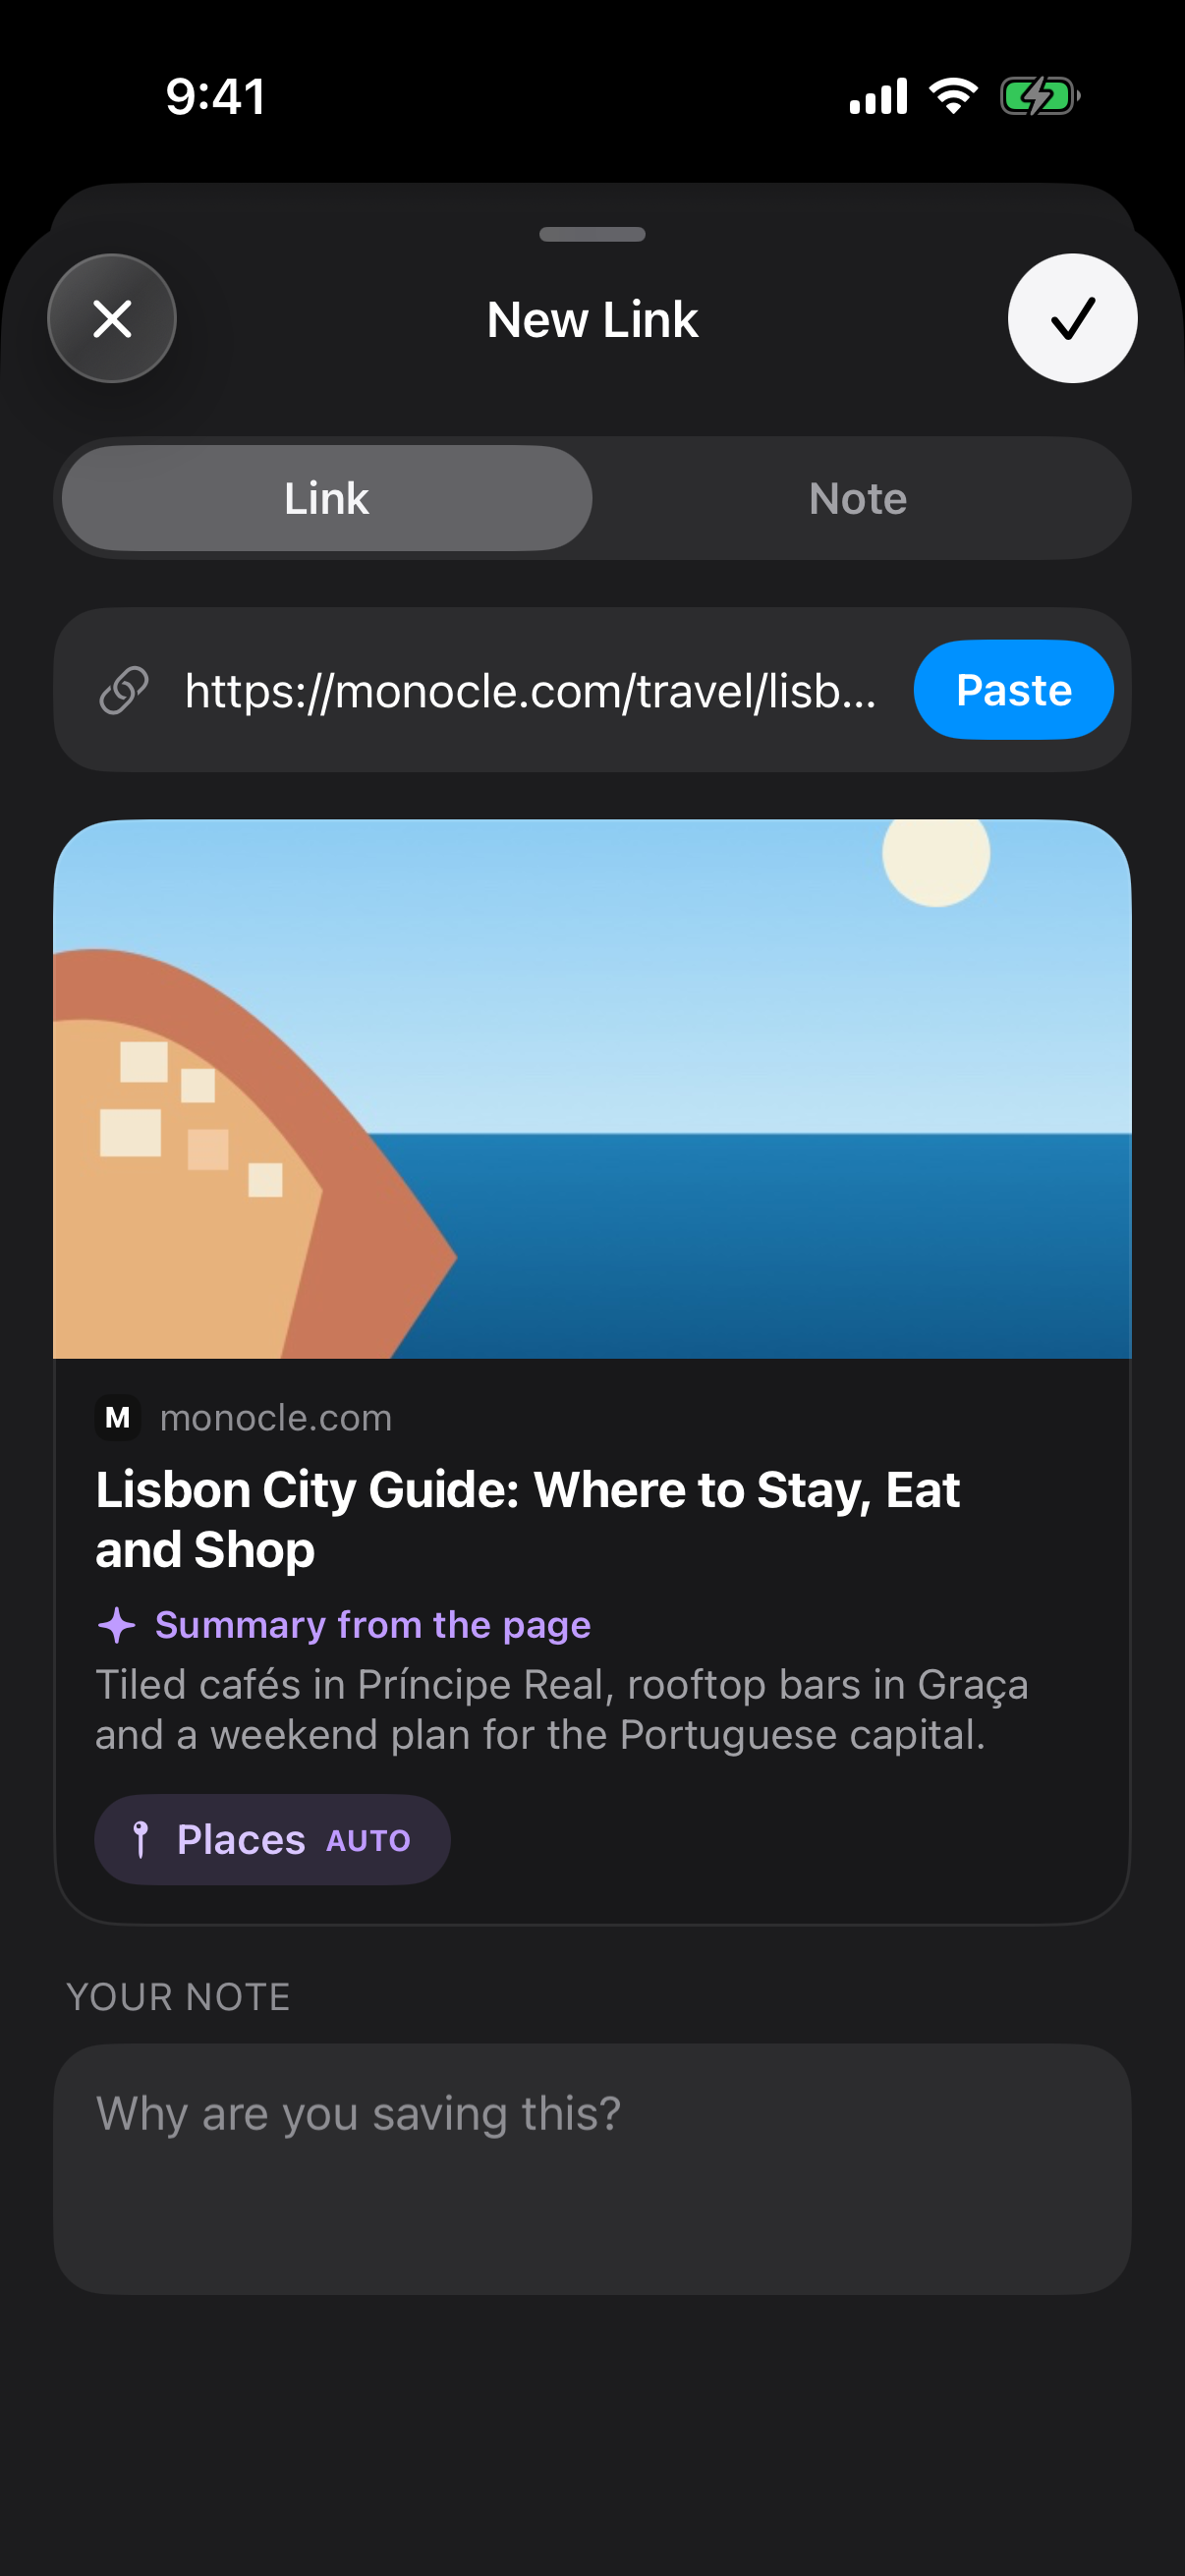 9:41
New Link
Link
Note
https://monocle.com/travel/lisb...
Paste
M monocle.com
Lisbon City Guide: Where to Stay, Eat
and Shop
Summary from the page
Tiled cafés in Príncipe Real, rooftop bars in Graça
and a weekend plan for the Portuguese capital.
Places AUTO
YOUR NOTE
Why are you saving this?